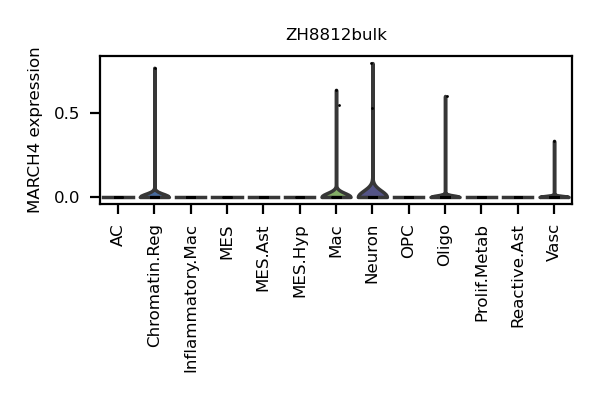 ZH8812bulk
MARCH4 expression
0.5
0.0
AC
Chromatin.Reg
Inflammatory.Mac
MES
MES.Ast
MES.Hyp
Mac
Neuron
OPC
Oligo
Prolif.Metab
Reactive.Ast
Vasc